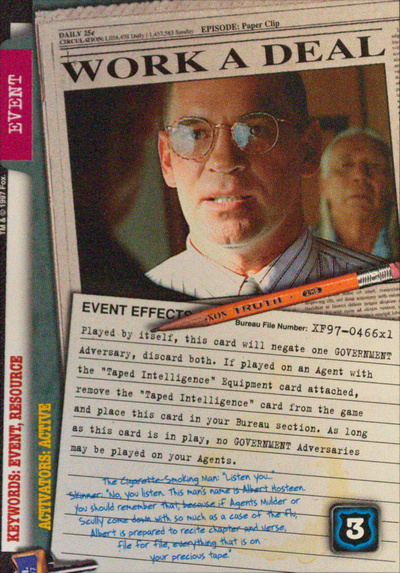 DAILY 25¢ EPISODE: Paper Clip
CIRCULATION: 1,056,498 Daily / 1,457,583 Sunday
WORK A DEAL
EVENT
TM & © 1997 Fox.
KEYWORDS: EVENT, RESOURCE
ACTIVATORS: ACTIVE
TRUTH
EVENT EFFECTS
Bureau File Number: XF97-0466x1
Played by itself, this card will negate one GOVERNMENT
Adversary, discard both. If played on an Agent with
the "Taped Intelligence" Equipment card attached,
remove the "Taped Intelligence" card from the game
and place this card in your Bureau section. As long
as this card is in play, no GOVERNMENT Adversaries
may be played on your Agents.
The Cigarette-Smoking Man: "Listen you..."
Skinner: "No, you listen. This man's name is Albert Hosteen.
You should remember that, because if Agents Mulder or
Scully come down with so much as a case of the flu,
Albert is prepared to recite chapter and verse,
file for file, everything that is on
your precious tape."
3